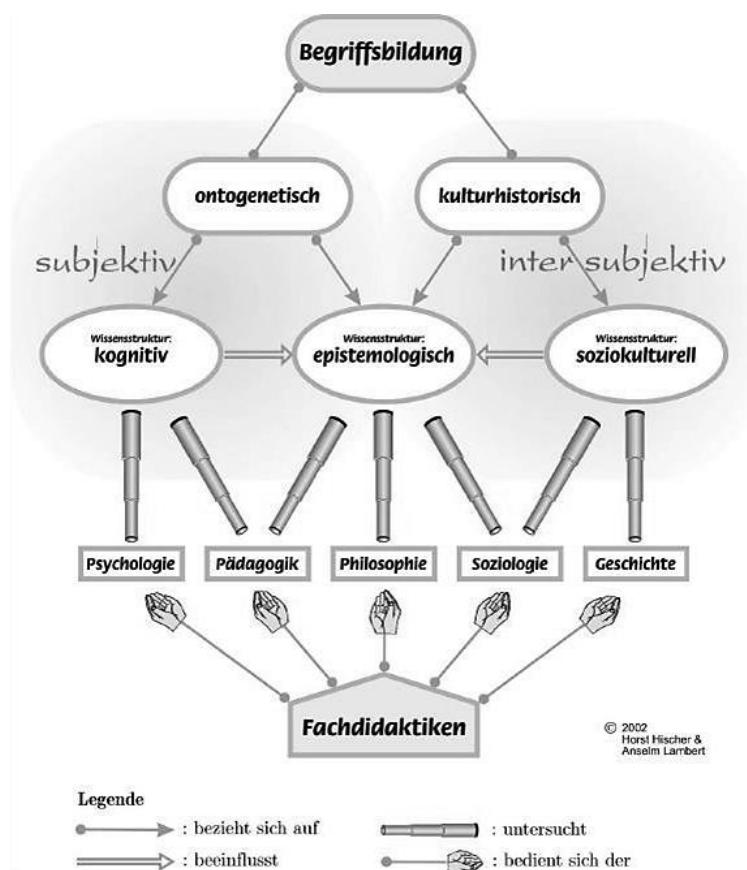 Begriffsbildung
ontogenetisch
kulturhistorisch
subjektiv
inter subjektiv
Wissensstruktur:
kognitiv
Wissensstruktur:
epistemologisch
Wissensstruktur:
soziokulturell
Psychologie
Pädagogik
Philosophie
Soziologie
Geschichte
Fachdidaktiken
© 2002
Horst Hischer &
Anselm Lambert
Legende
: bezieht sich auf
: untersucht
: beeinflusst
: bedient sich der